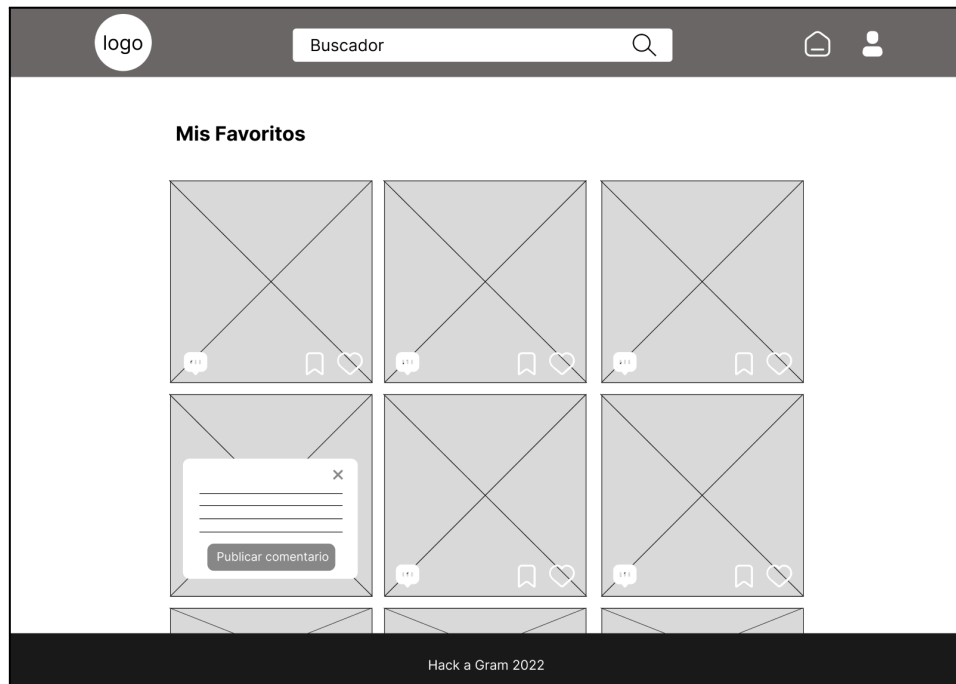 logo
Buscador
Mis Favoritos
Publicar comentario
Hack a Gram 2022